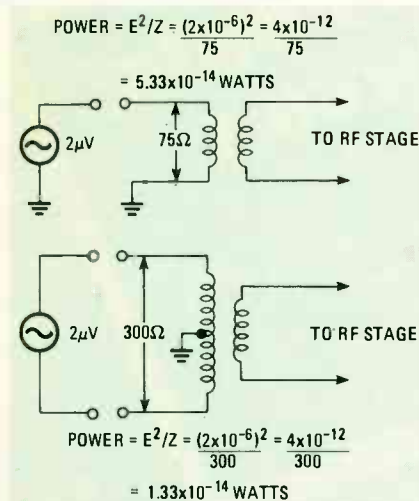 POWER = E²/Z = (2x10⁻⁶)² = 4x10⁻¹²
75 75
= 5.33x10⁻¹⁴ WATTS
2μV
75Ω
TO RF STAGE
2μV
300Ω
TO RF STAGE
POWER = E²/Z = (2x10⁻⁶)² = 4x10⁻¹²
300 300
= 1.33x10⁻¹⁴ WATTS